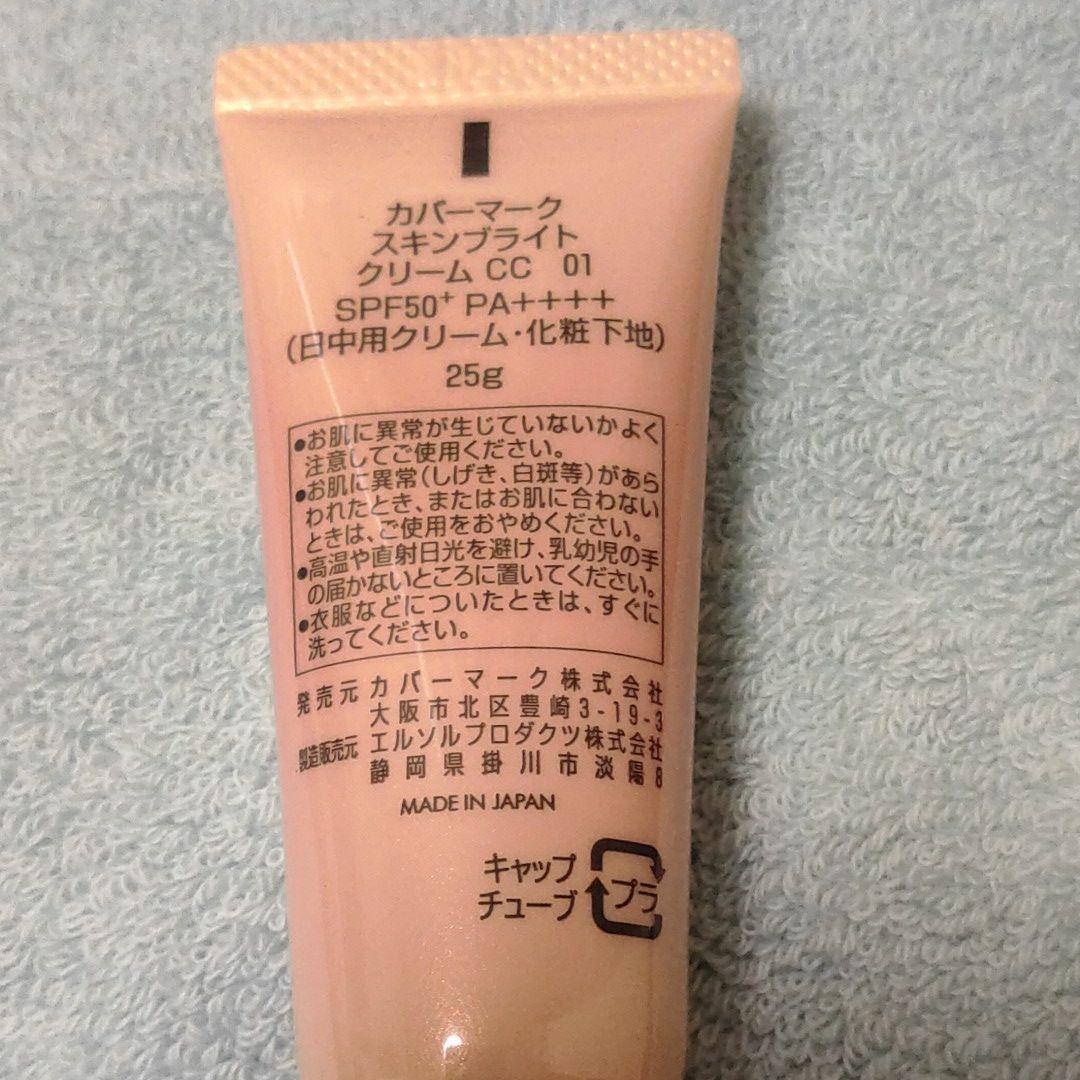 カバーマーク
スキンブライト
クリーム CC 01
SPF50+ PA++++
(日中用クリーム・化粧下地)
25g
●お肌に異常が生じていないかよく
注意してご使用ください。
●お肌に異常(しげき、白斑等)があら
われたとき、またはお肌に合わない
ときは、ご使用をおやめください。
●高温や直射日光を避け、乳幼児の手
の届かないところに置いてください。
●衣服などについたときは、すぐに
洗ってください。
発売元 カバーマーク株式会社
大阪市北区豊崎3-19-3
製造販売元 エルソルプロダクツ株式会社
静岡県掛川市淡陽8
MADE IN JAPAN
キャップ
チューブ
プラ